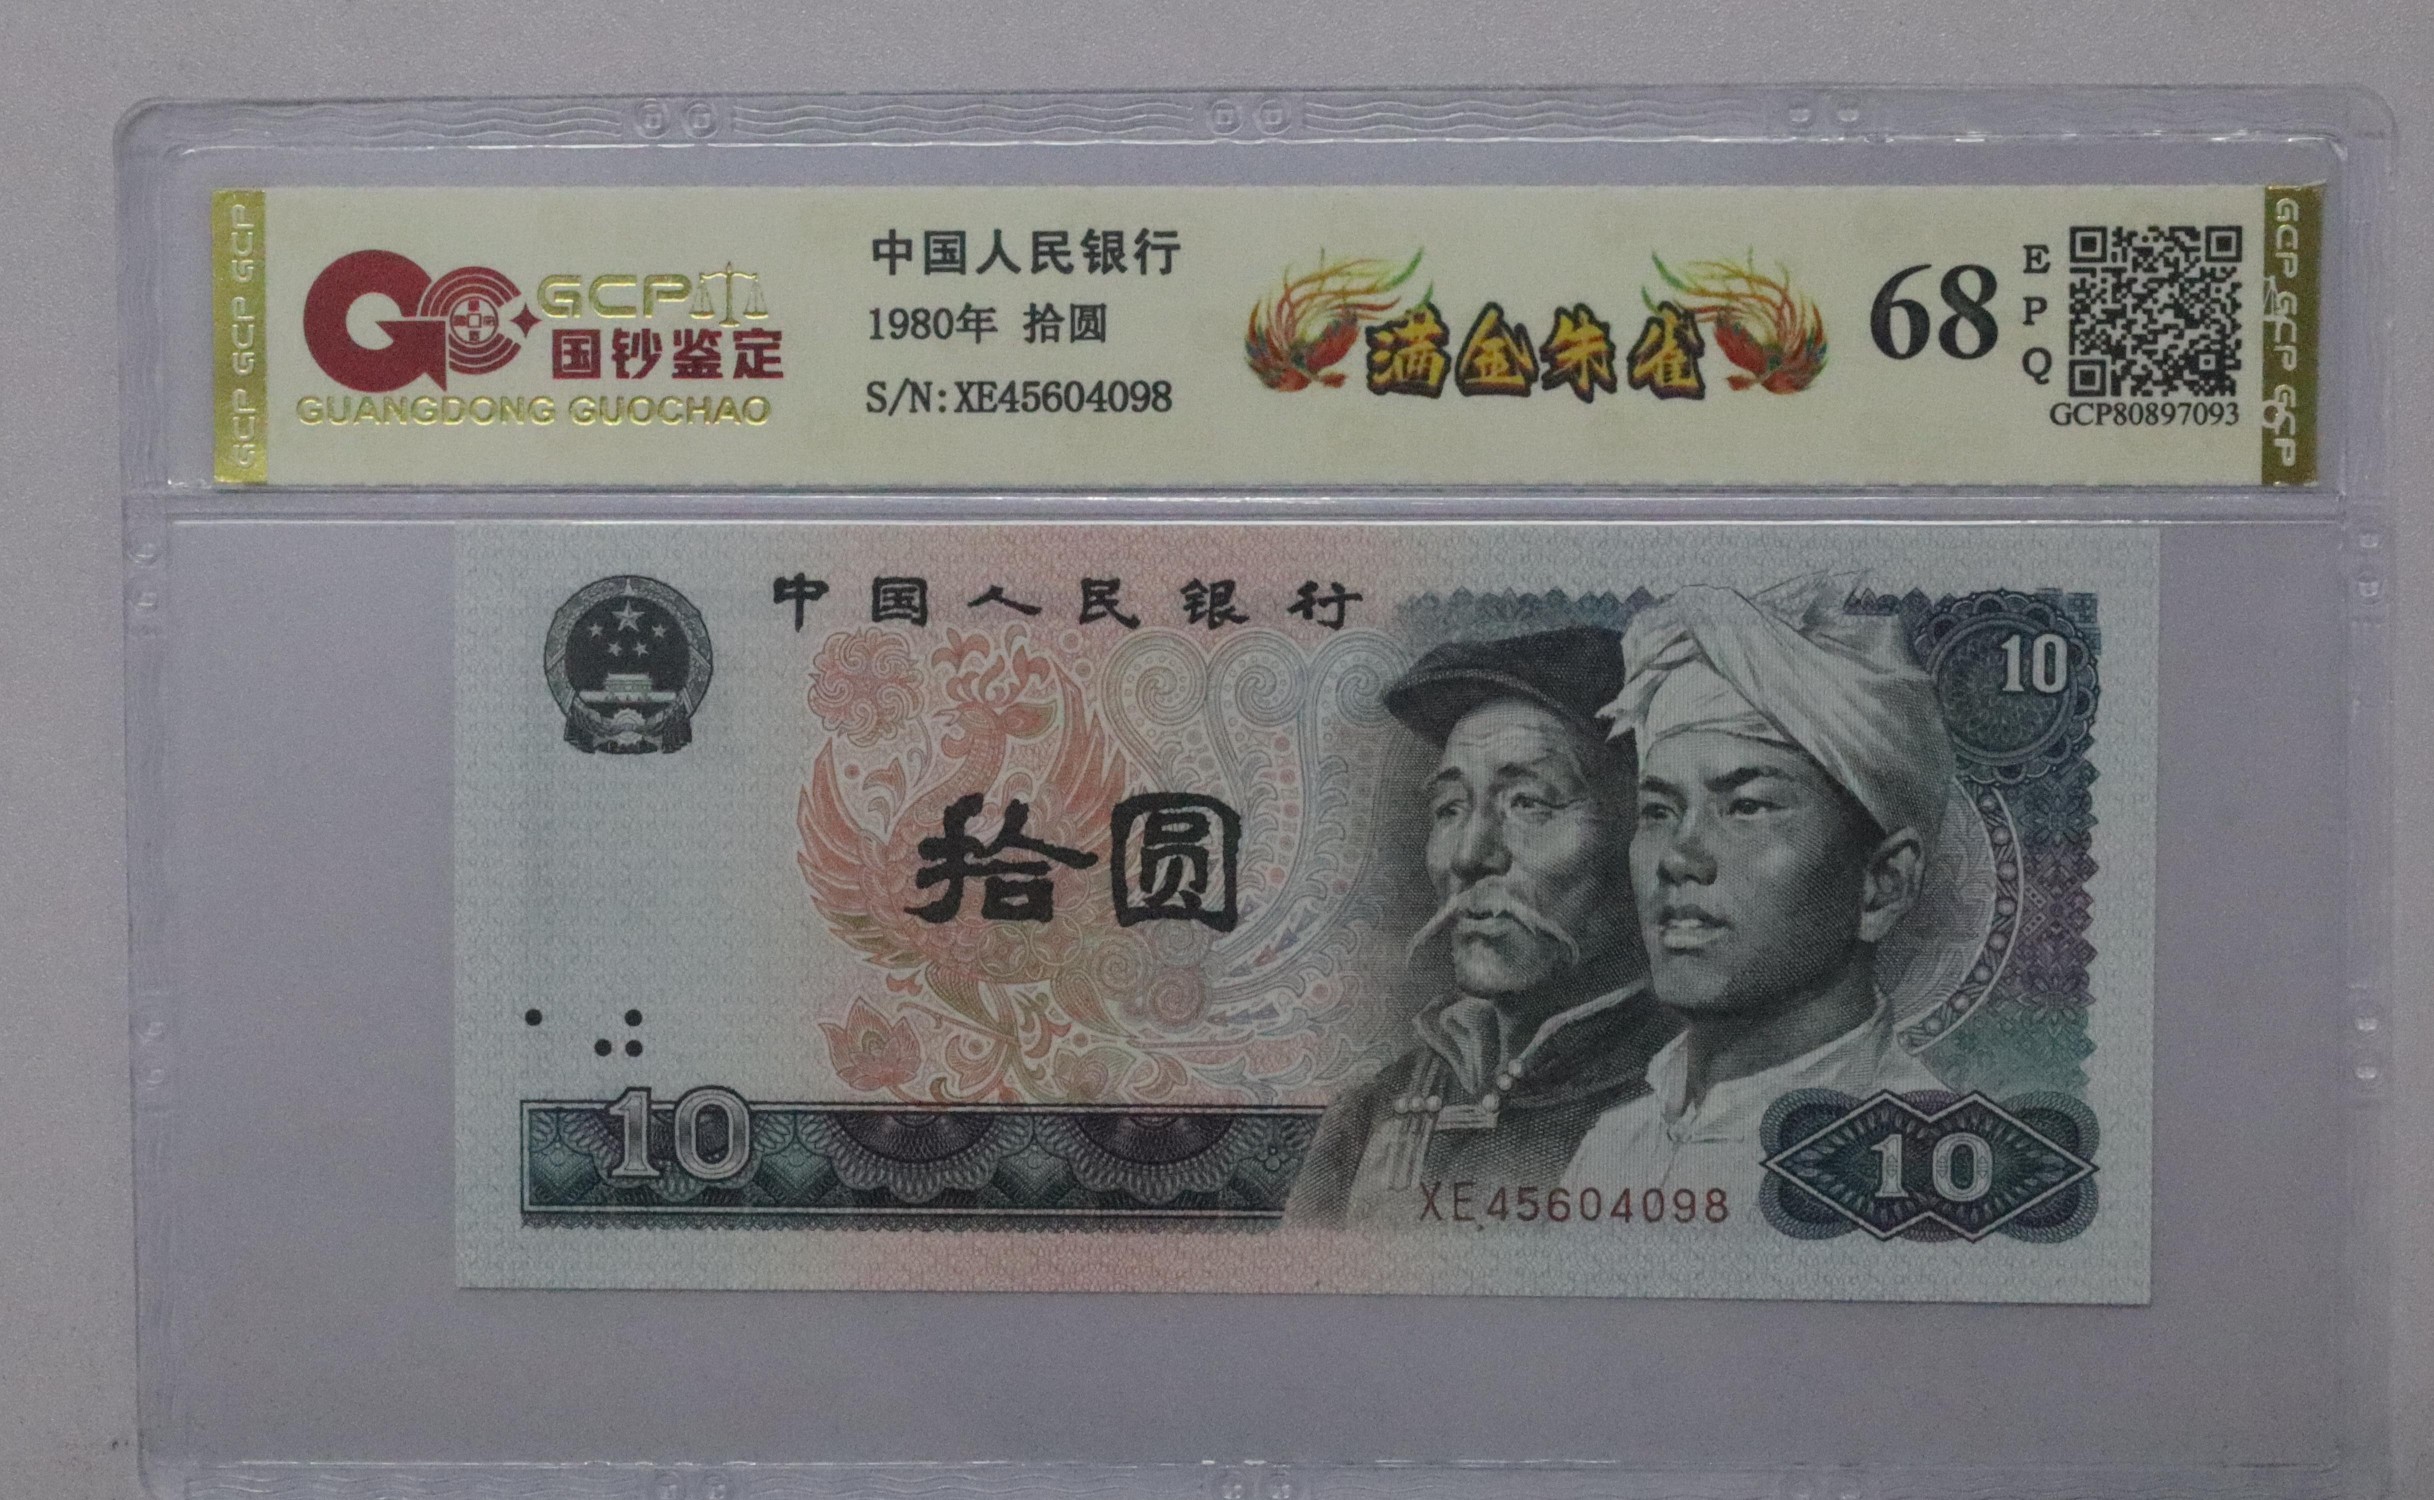 GCP GCP GCP
GCP
国钞鉴定
GUANGDONG GUOCHAO
中国人民银行
1980年 拾圆
S/N:XE45604098
满金朱雀
68
E
P
Q
GCP80897093
GCP GCP GCP
中国人民银行
10
拾圆
10
XE45604098
10